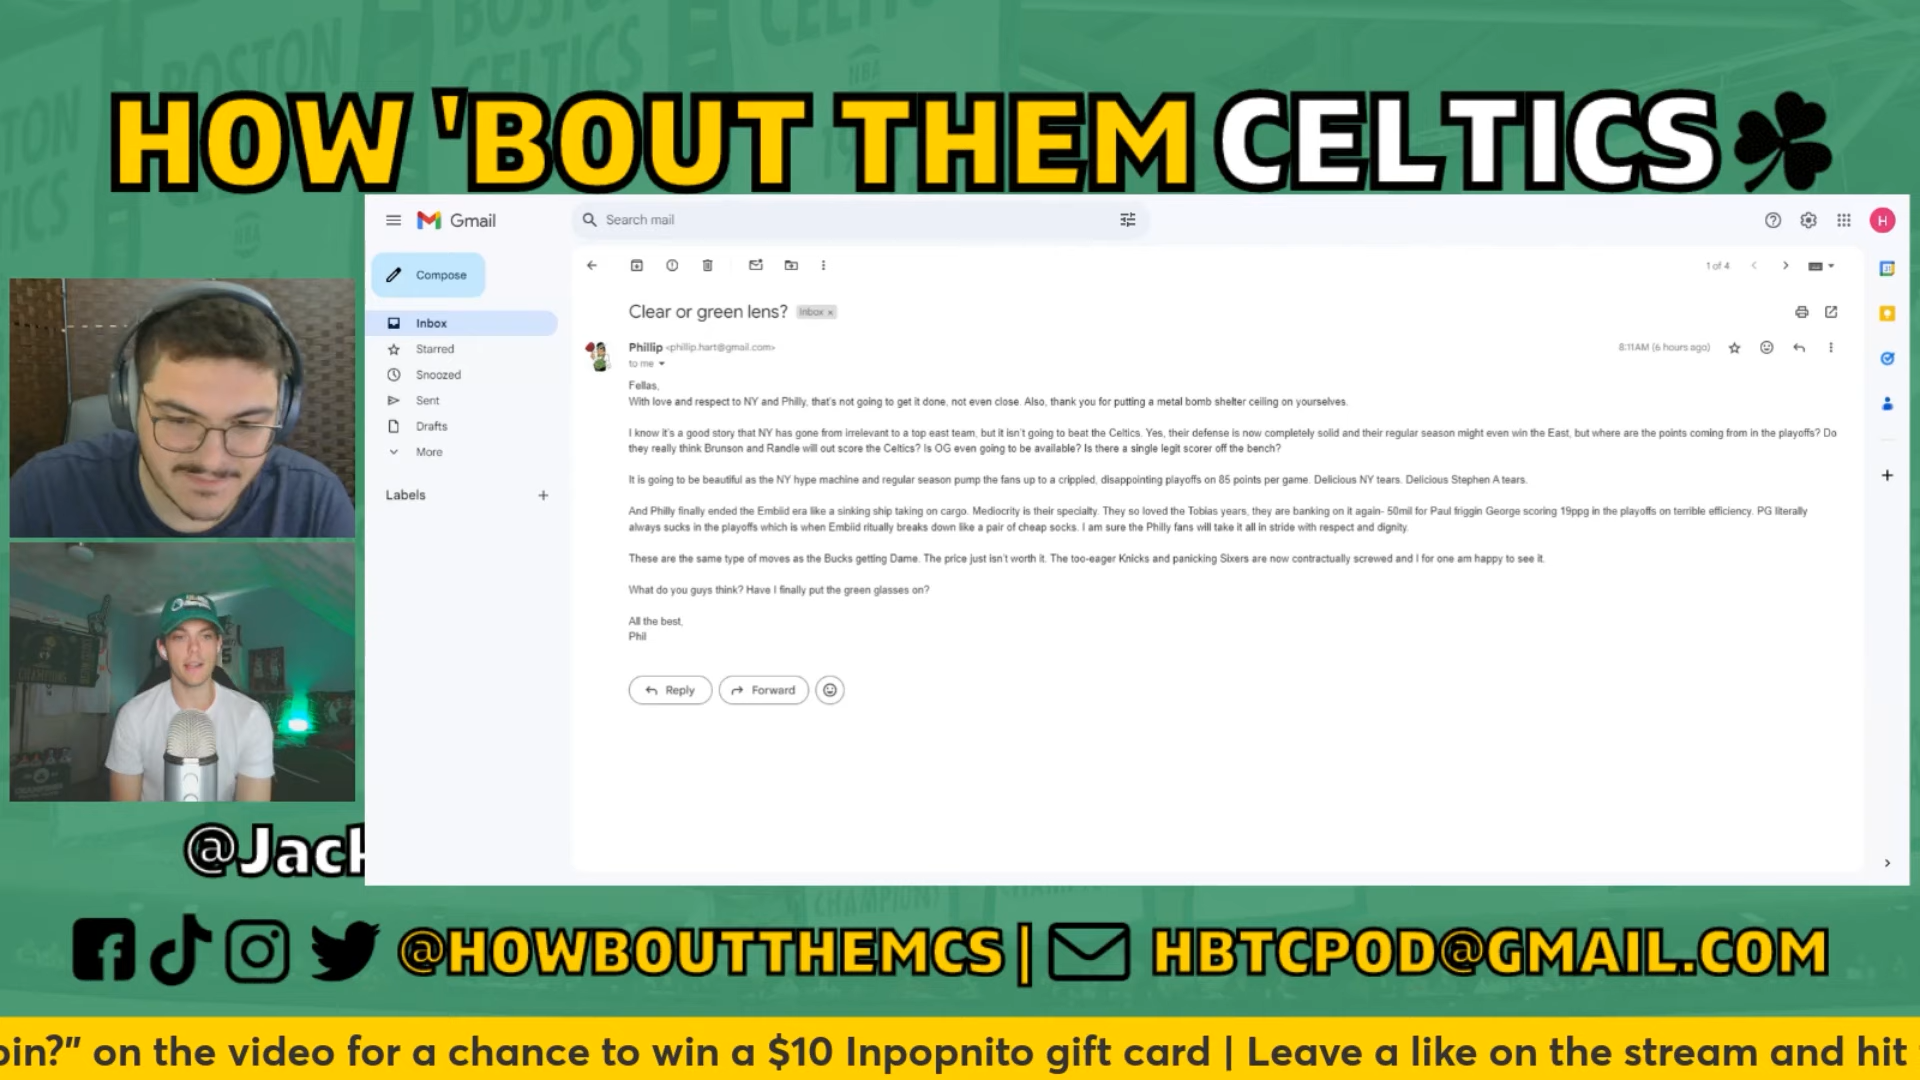 HOW 'BOUT THEM CELTICS
Gmail
Search mail
H
Compose
1 of 4
Inbox
Starred
Snoozed
Sent
Drafts
More
Labels
Clear or green lens? Inbox x
Phillip <phillip.hart@gmail.com>
8:11AM (6 hours ago)
to me
Fellas,
With love and respect to NY and Philly, that's not going to get it done, not even close. Also, thank you for putting a metal bomb shelter ceiling on yourselves.
I know it's a good story that NY has gone from irrelevant to a top east team, but it isn't going to beat the Celtics. Yes, their defense is now completely solid and their regular season might even win the East, but where are the points coming from in the playoffs? Do
they really think Brunson and Randle will out score the Celtics? Is OG even going to be available? Is there a single legit scorer off the bench?
It is going to be beautiful as the NY hype machine and regular season pump the fans up to a crippled, disappointing playoffs on 85 points per game. Delicious NY tears. Delicious Stephen A tears.
And Philly finally ended the Embiid era like a sinking ship taking on cargo. Mediocrity is their specialty. They so loved the Tobias years, they are banking on it again- 50mil for Paul friggin George scoring 19ppg in the playoffs on terrible efficiency. PG literally
always sucks in the playoffs which is when Embiid ritually breaks down like a pair of cheap socks. I am sure the Philly fans will take it all in stride with respect and dignity.
These are the same type of moves as the Bucks getting Dame. The price just isn't worth it. The too-eager Knicks and panicking Sixers are now contractually screwed and I for one am happy to see it.
What do you guys think? Have I finally put the green glasses on?
All the best,
Phil
Reply
Forward
@Jack
@HOWBOUTTHEMCS | HBTCPOD@GMAIL.COM
oin?” on the video for a chance to win a $10 Inpopnito gift card | Leave a like on the stream and hit
BOSTON
CELTICS
NBA